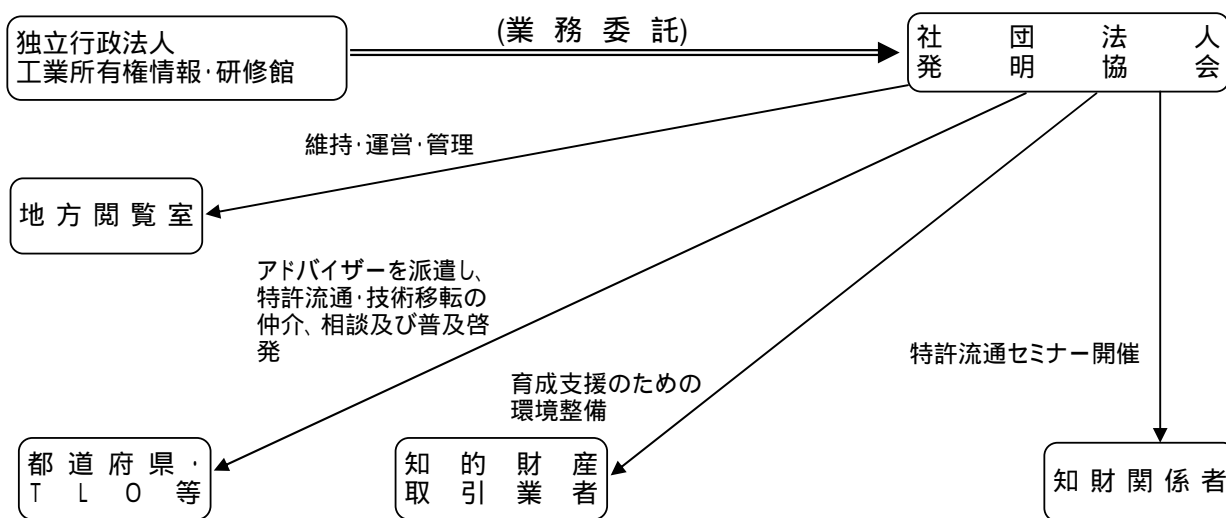 独立行政法人
工業所有権情報・研修館
(業務委託)
社団法人
発明協会
維持・運営・管理
地方閲覧室
アドバイザーを派遣し、
特許流通・技術移転の
仲介、相談及び普及啓
発
特許流通セミナー開催
育成支援のための
環境整備
都道府県・
TLO等
知的財産
取引業者
知財関係者